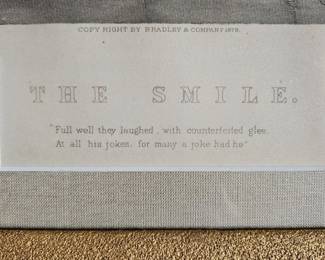 COPY RIGHT BY BRADLEY & COMPANY 1878.
THE SMILE.
"Full well they laughed, with counterfeited glee.
At all his jokes, for many a joke had he"